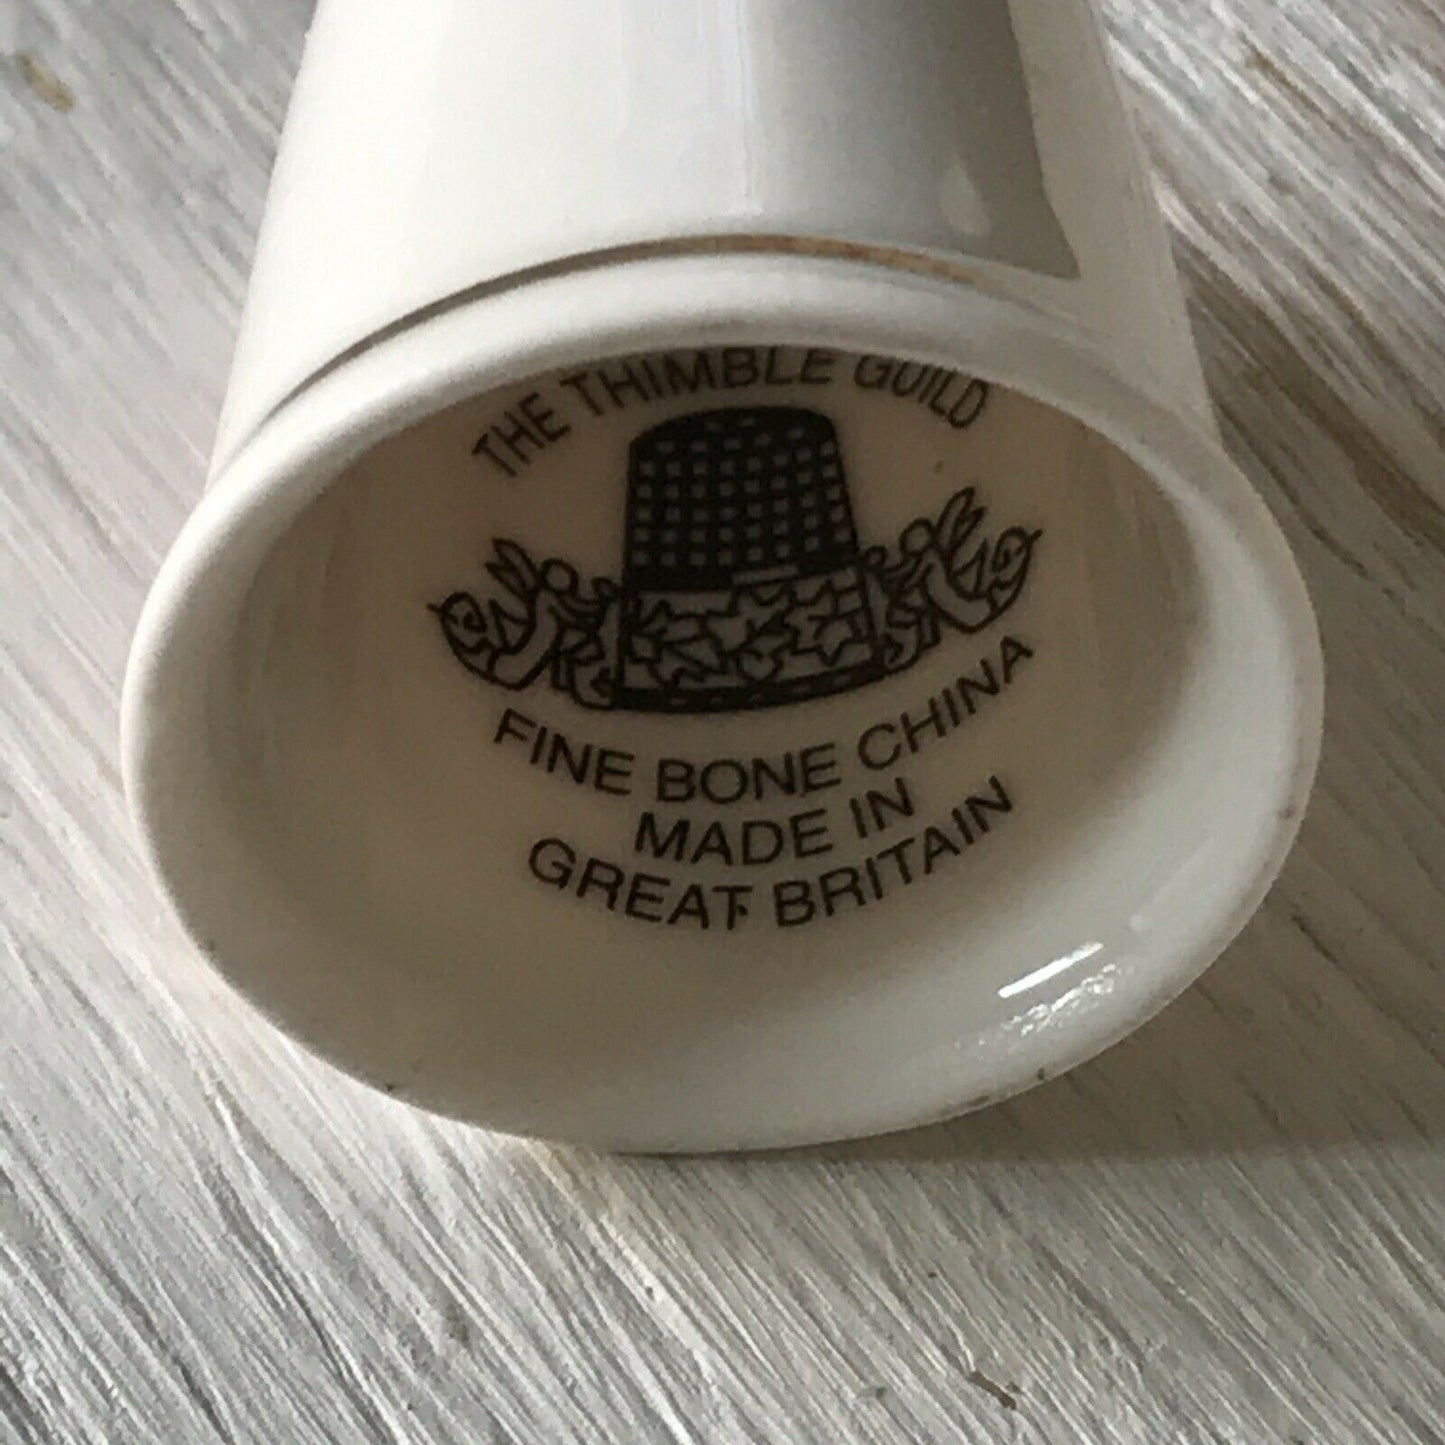 THE THIMBLE GUILD
FINE BONE CHINA
MADE IN
GREAT BRITAIN